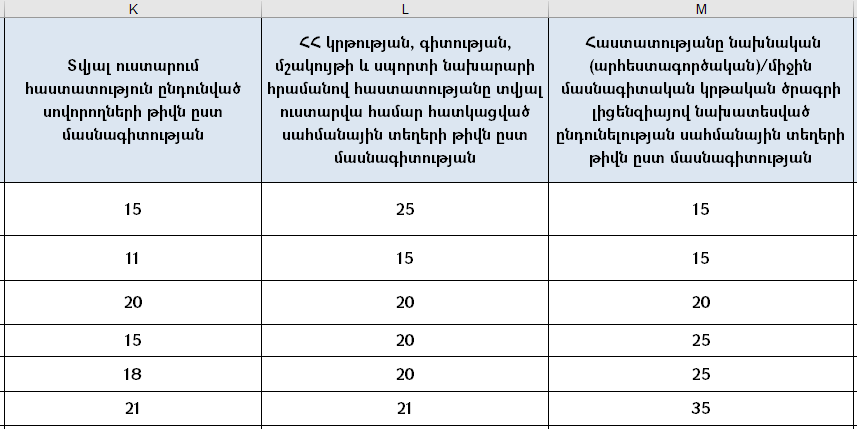 K
L
M
Տվյալ ուստարում
հաստատություն ընդունված
սովորողների թիվն ըստ
մասնագիտության
ՀՀ կրթության, գիտության,
մշակույթի և սպորտի նախարարի
հրամանով հաստատությանը տվյալ
ուստարվա համար հատկացված
սահմանային տեղերի թիվն ըստ
մասնագիտության
Հաստատությանը նախնական
(արհեստագործական)/միջին
մասնագիտական կրթական ծրագրի
լիցենզիայով նախատեսված
ընդունելության սահմանային տեղերի
թիվն ըստ մասնագիտության
15 25 15
11 15 15
20 20 20
15 20 25
18 20 25
21 21 35